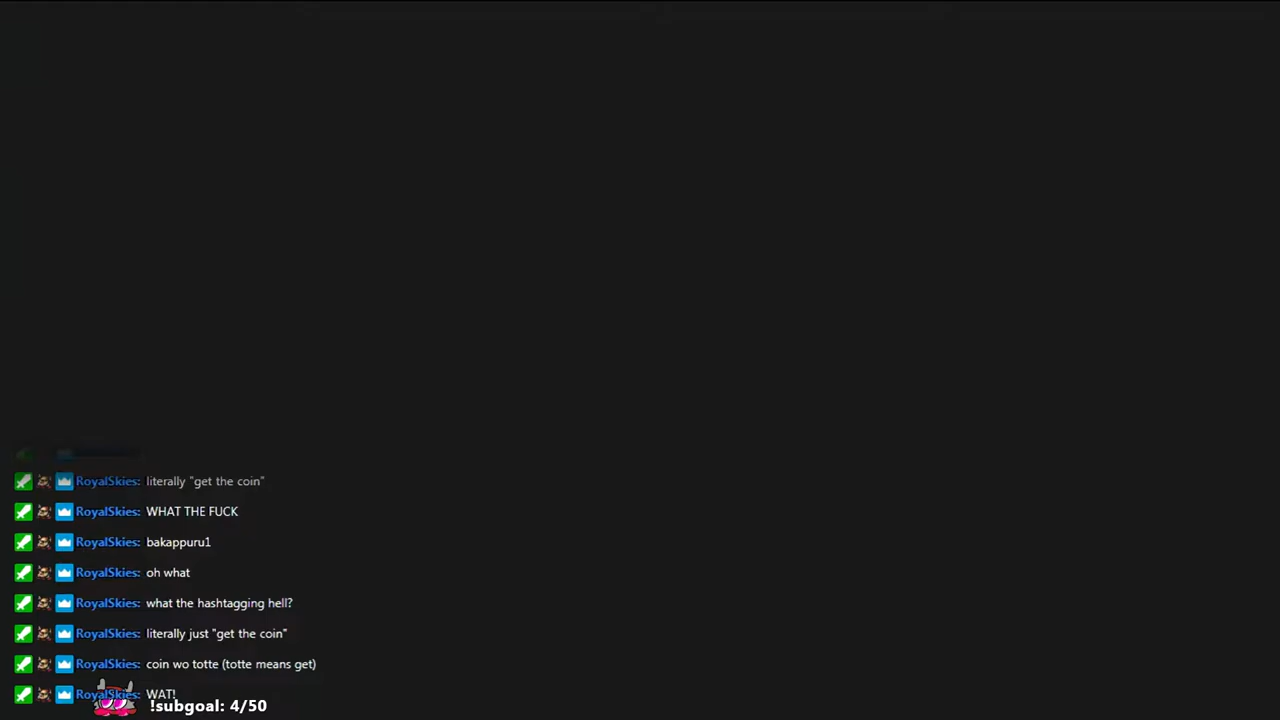 RoyalSkies: literally "get the coin"
RoyalSkies: WHAT THE FUCK
RoyalSkies: bakappuru1
RoyalSkies: oh what
RoyalSkies: what the hashtagging hell?
RoyalSkies: literally just "get the coin"
RoyalSkies: coin wo totte (totte means get)
RoyalSkies: WAT!
!subgoal: 4/50